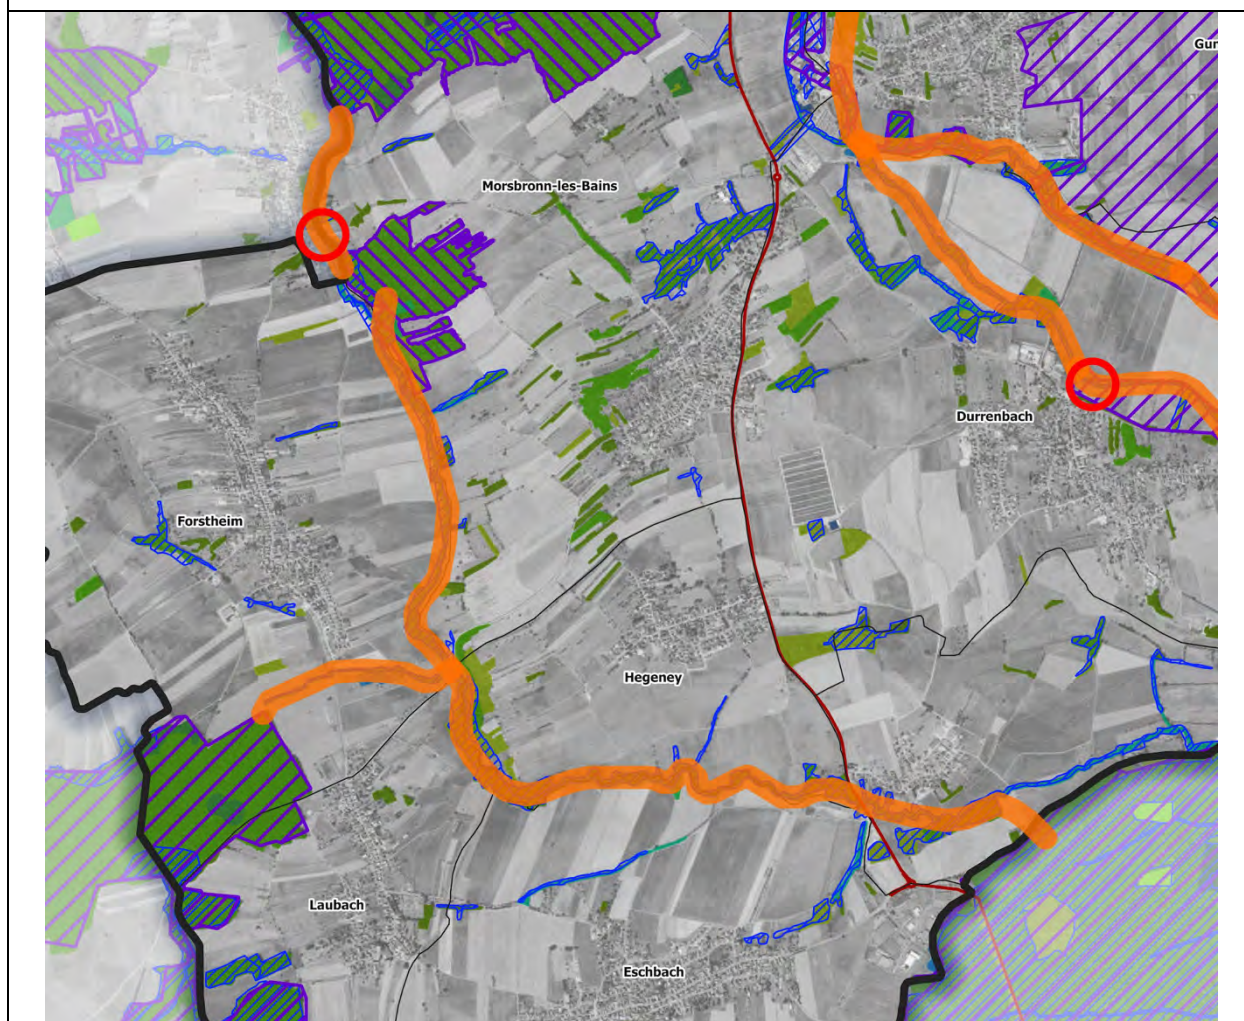 Gur
Morsbronn-les-Bains
Durrenbach
Forstheim
Hegeney
Laubach
Eschbach